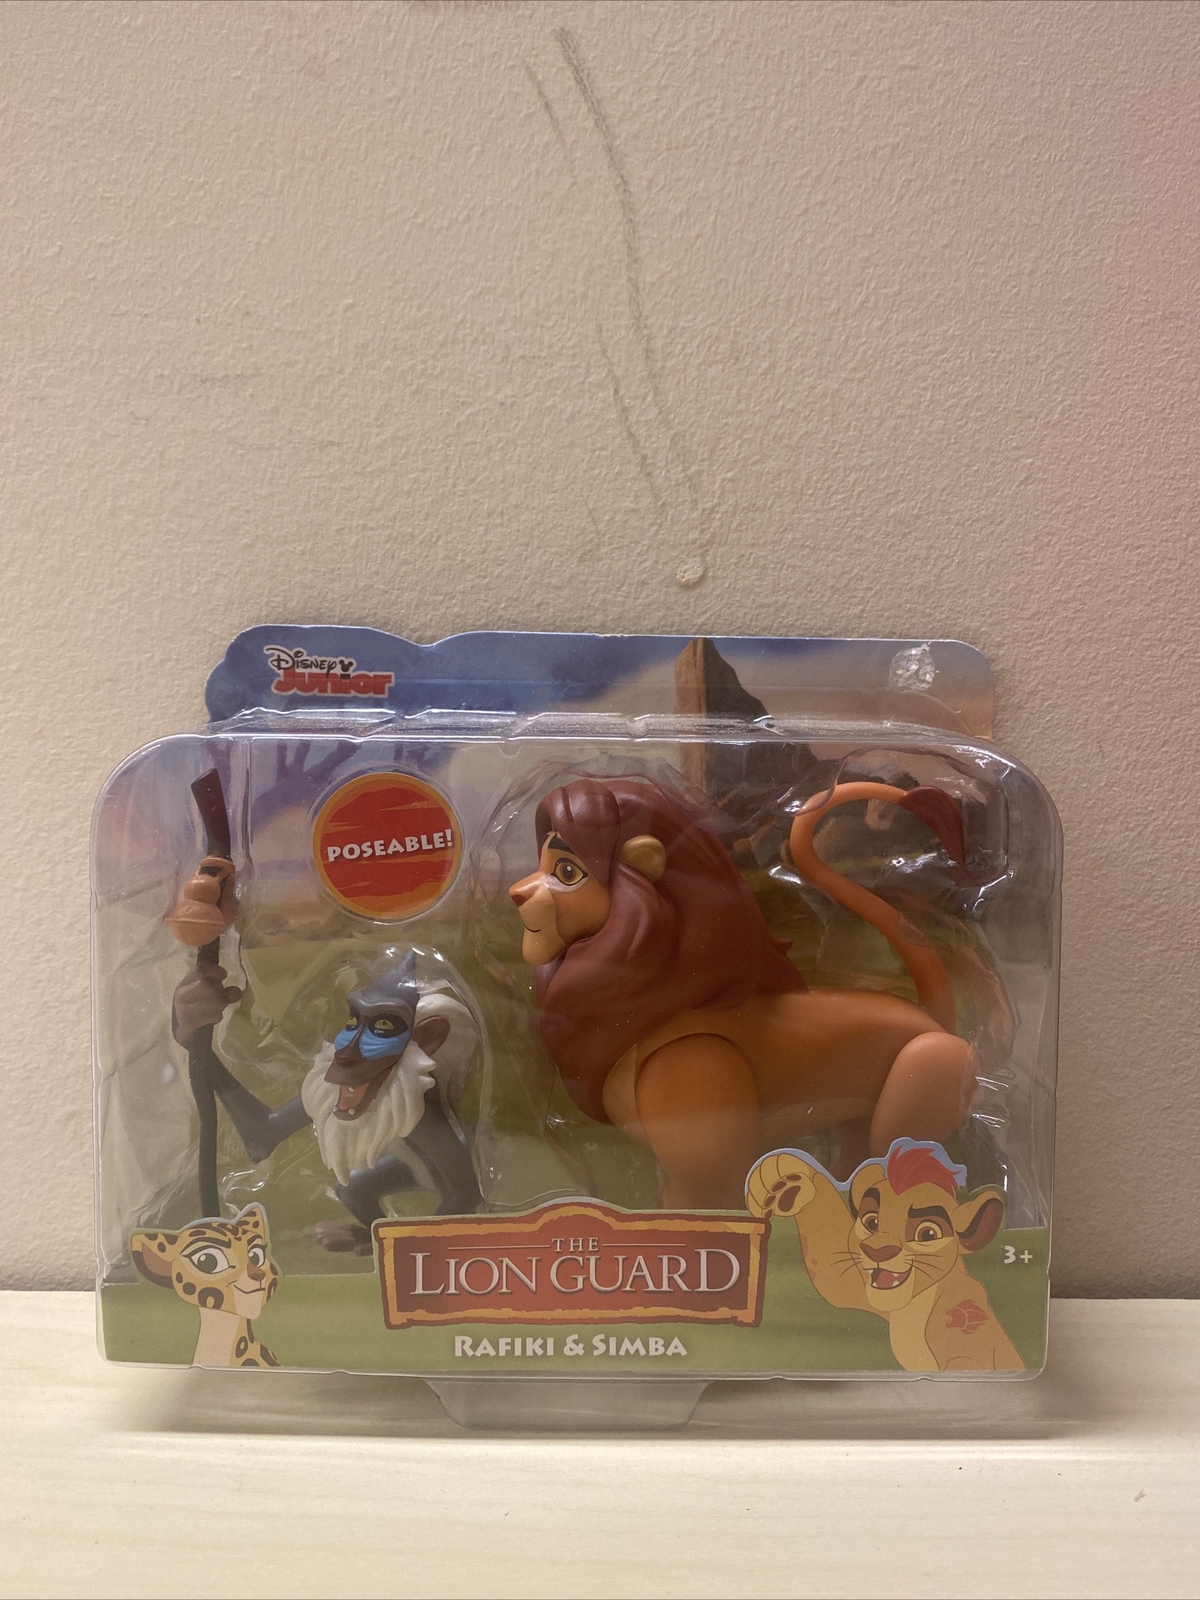 Disney
Junior
POSEABLE!
THE
LION GUARD
RAFIKI & SIMBA
3+